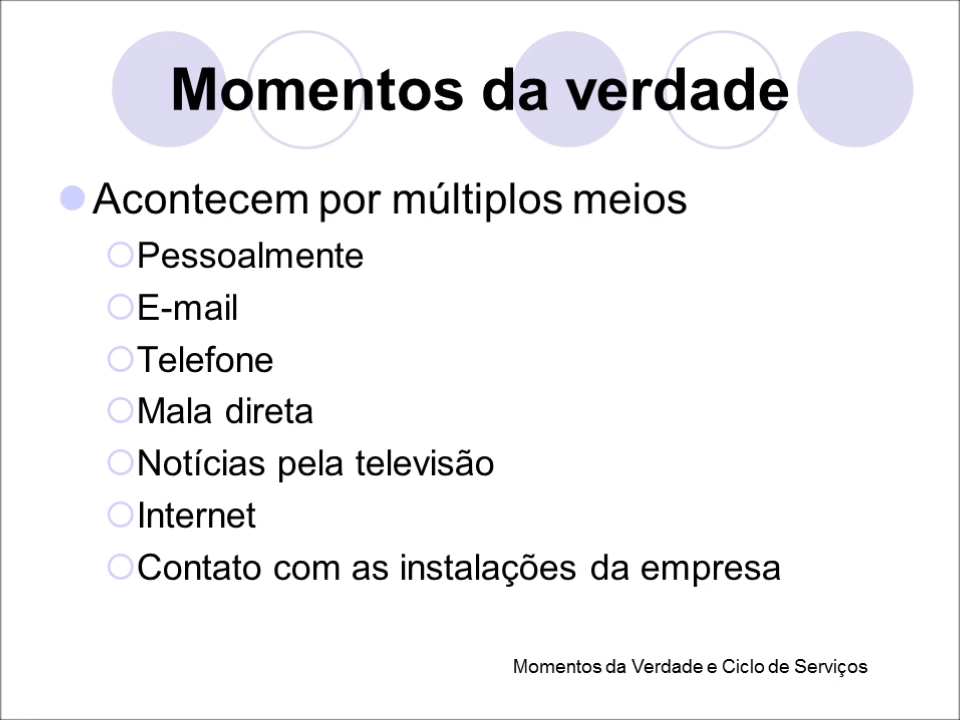 Momentos da verdade
Acontecem por múltiplos meios
Pessoalmente
E-mail
Telefone
Mala direta
Notícias pela televisão
Internet
Contato com as instalações da empresa
Momentos da Verdade e Ciclo de Serviços